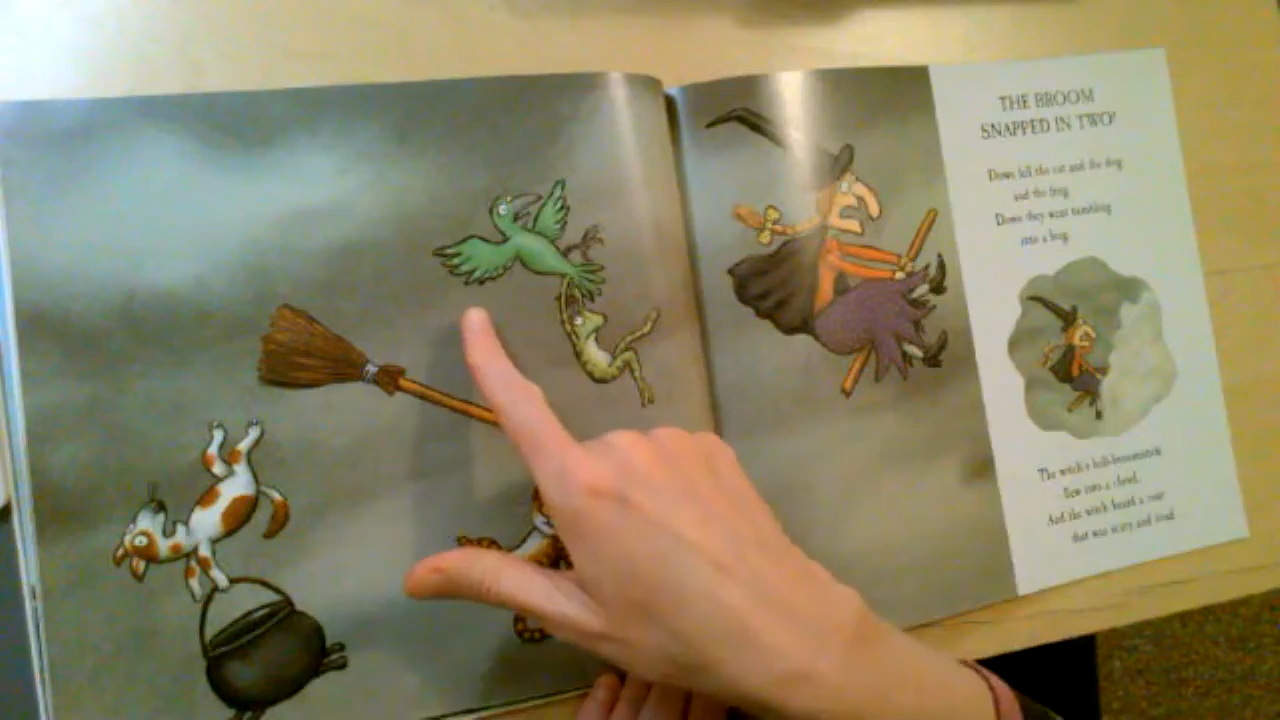 THE BROOM
SNAPPED IN TWO!
Down fell the cat and the dog
and the frog.
Down they went tumbling
into a bog.
The witch's half-broomstick
flew into a cloud,
And the witch heard a roar
that was scary and loud